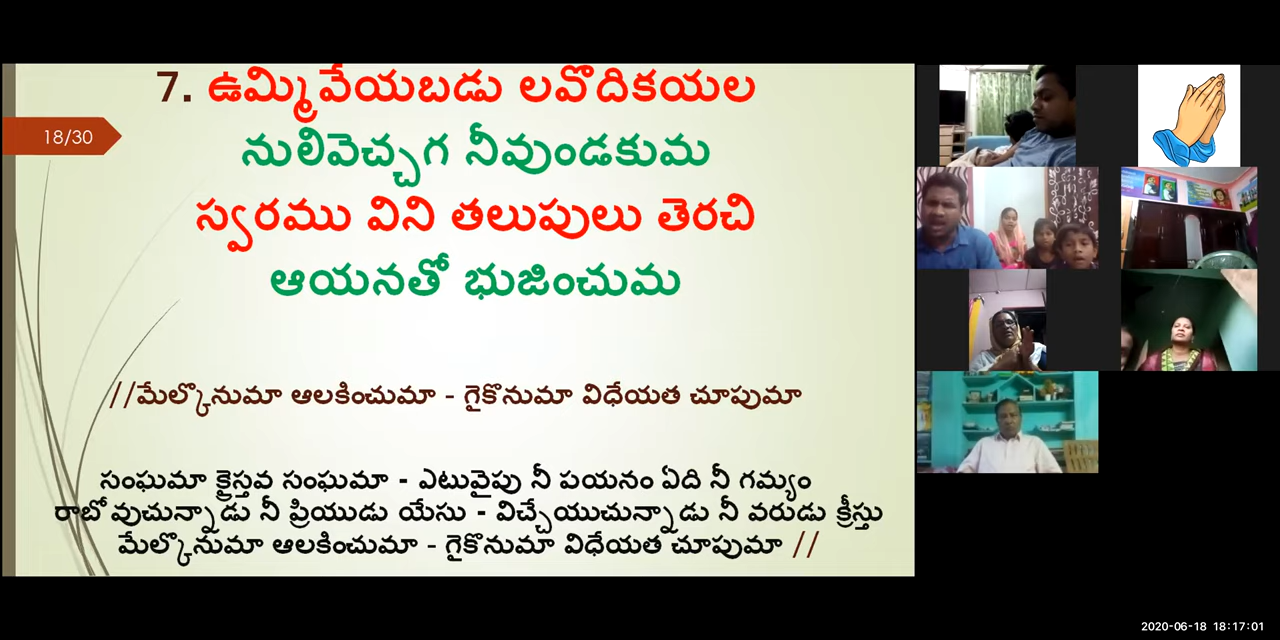 7. ఉమ్మివేయబడు లవొదికయల
18/30
నులివెచ్చగ నీవుండకుమ
స్వరము విని తలుపులు తెరచి
ఆయనతో భుజించుమ
//మేల్కొనుమా ఆలకించుమా - గైకొనుమా విధేయత చూపుమా
సంఘమా క్రైస్తవ సంఘమా - ఎటువైపు నీ పయనం ఏది నీ గమ్యం
రాబోవుచున్నాడు నీ ప్రియుడు యేసు - విచ్చేయుచున్నాడు నీ వరుడు క్రీస్తు
మేల్కొనుమా ఆలకించుమా - గైకొనుమా విధేయత చూపుమా //
2020-06-18 18:17:01